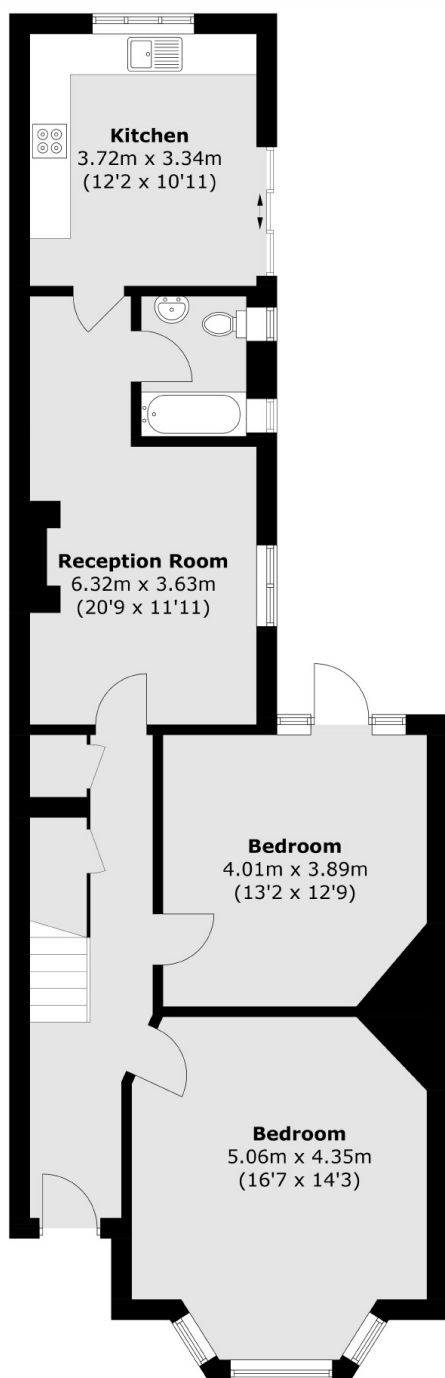 Kitchen
3.72m x 3.34m
(12'2 x 10'11)
Reception Room
6.32m x 3.63m
(20'9 x 11'11)
Bedroom
4.01m x 3.89m
(13'2 x 12'9)
Bedroom
5.06m x 4.35m
(16'7 x 14'3)